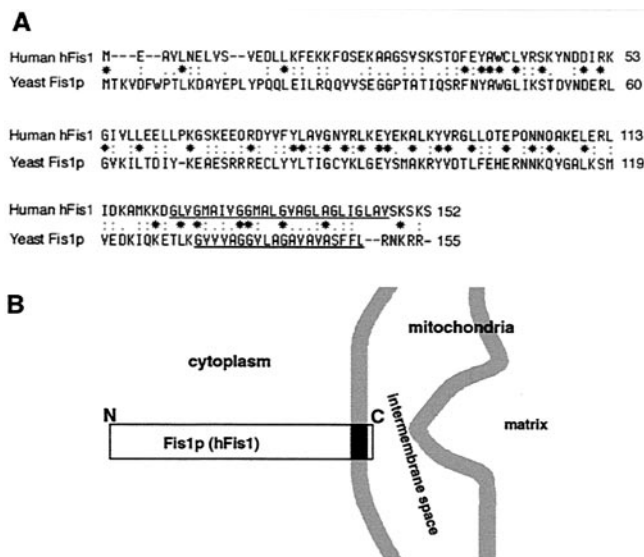 A
Human hFis1 M---E--AVLNELVS--VEDLLKFEKKFQSEKAAGSVSKSTQFEYAWCLVRSKYNDDIRK 53
Yeast Fis1p MTKVDFWPTLKDAYEPLYPQQLEILRQQVVSEGGPTATIQSRFNYAWGLIKSTDVNDERL 60
Human hFis1 GIVLLEELLPKGSKEEQRDYVFYLAVGNYRLKEYEKALKYVRGLLQTEPQNNQAKELERL 113
Yeast Fis1p GVKILTDIY-KEAESRRRECLYYLTIGCYKLGEYSMAKRYVDTLFEHERNNKQVGALKSM 119
Human hFis1 IDKAMKKDGLVGMAIVGGMALGVAGLAGLIGLAVSKSKS 152
Yeast Fis1p VEDKIQKETLKGVVVAGGVLAGAVAVASFFL--RNKRR- 155
B
mitochondria
cytoplasm
N
C
Fis1p (hFis1)
matrix
intermembrane space